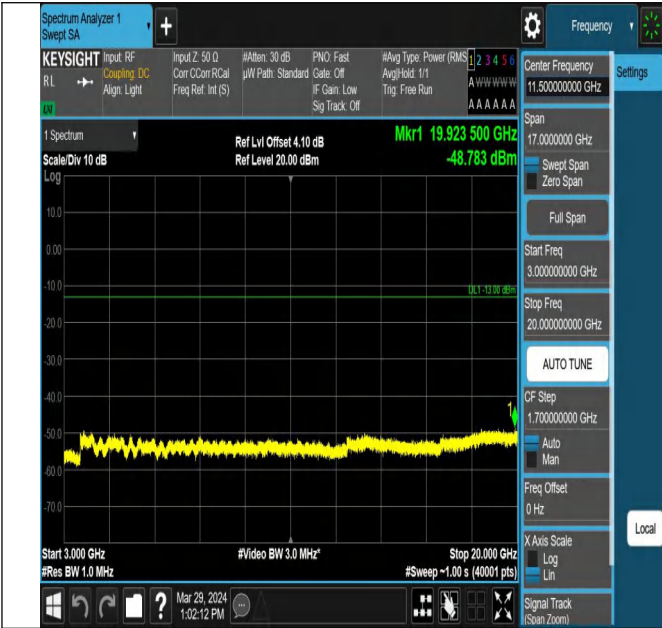 Spectrum Analyzer 1
Swept SA
+
Frequency
KEYSIGHT
RL
LXI
Input: RF
Coupling: DC
Align: Light
Input Z: 50 Ω
Corr CCorr RCal
Freq Ref: Int (S)
#Atten: 30 dB
µW Path: Standard
PNO: Fast
Gate: Off
IF Gain: Low
Sig Track: Off
#Avg Type: Power (RMS
Avg|Hold: 1/1
Trig: Free Run
1 2 3 4 5 6
A W W W W W
A A A A A A
Center Frequency
11.500000000 GHz
Settings
Span
17.0000000 GHz
Swept Span
Zero Span
Full Span
Start Freq
3.000000000 GHz
Stop Freq
20.000000000 GHz
AUTO TUNE
CF Step
1.700000000 GHz
Auto
Man
Freq Offset
0 Hz
X Axis Scale
Log
Lin
Signal Track
(Span Zoom)
Local
1 Spectrum
Scale/Div 10 dB
Log
Ref Lvl Offset 4.10 dB
Ref Level 20.00 dBm
Mkr1 19.923 500 GHz
-48.783 dBm
10.0
0.00
-10.0
DL1 -13.00 dBm
-20.0
-30.0
-40.0
1
-50.0
-60.0
-70.0
Start 3.000 GHz
#Res BW 1.0 MHz
#Video BW 3.0 MHz*
Stop 20.000 GHz
#Sweep ~1.00 s (40001 pts)
?
Mar 29, 2024
1:02:12 PM